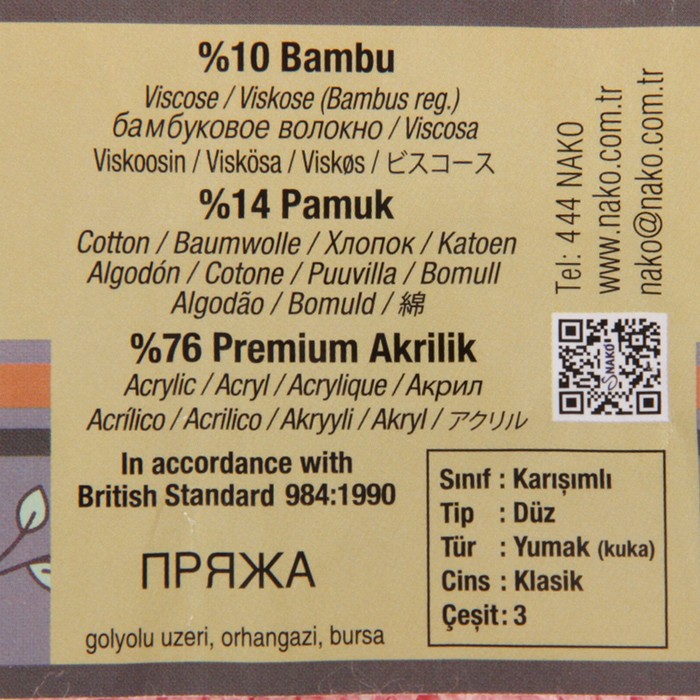 %10 Bambu
Viscose / Viskose (Bambus reg.)
бамбуковое волокно / Viscosa
Viskoosin / Viskösa / Viskøs / ビスコース
%14 Pamuk
Cotton / Baumwolle / Хлопок / Katoen
Algodón / Cotone / Puuvilla / Bomull
Algodão / Bomuld / 綿
%76 Premium Akrilik
Acrylic / Acryl / Acrylique / Акрил
Acrílico / Acrilico / Akryyli / Akryl / アクリル
In accordance with
British Standard 984:1990
ПРЯЖА
golyolu uzeri, orhangazi, bursa
Tel: 444 NAKO
www.nako.com.tr
nako@nako.com.tr
NAKO
Sınıf : Karışımlı
Tip : Düz
Tür : Yumak (kuka)
Cins : Klasik
Çeşit: 3